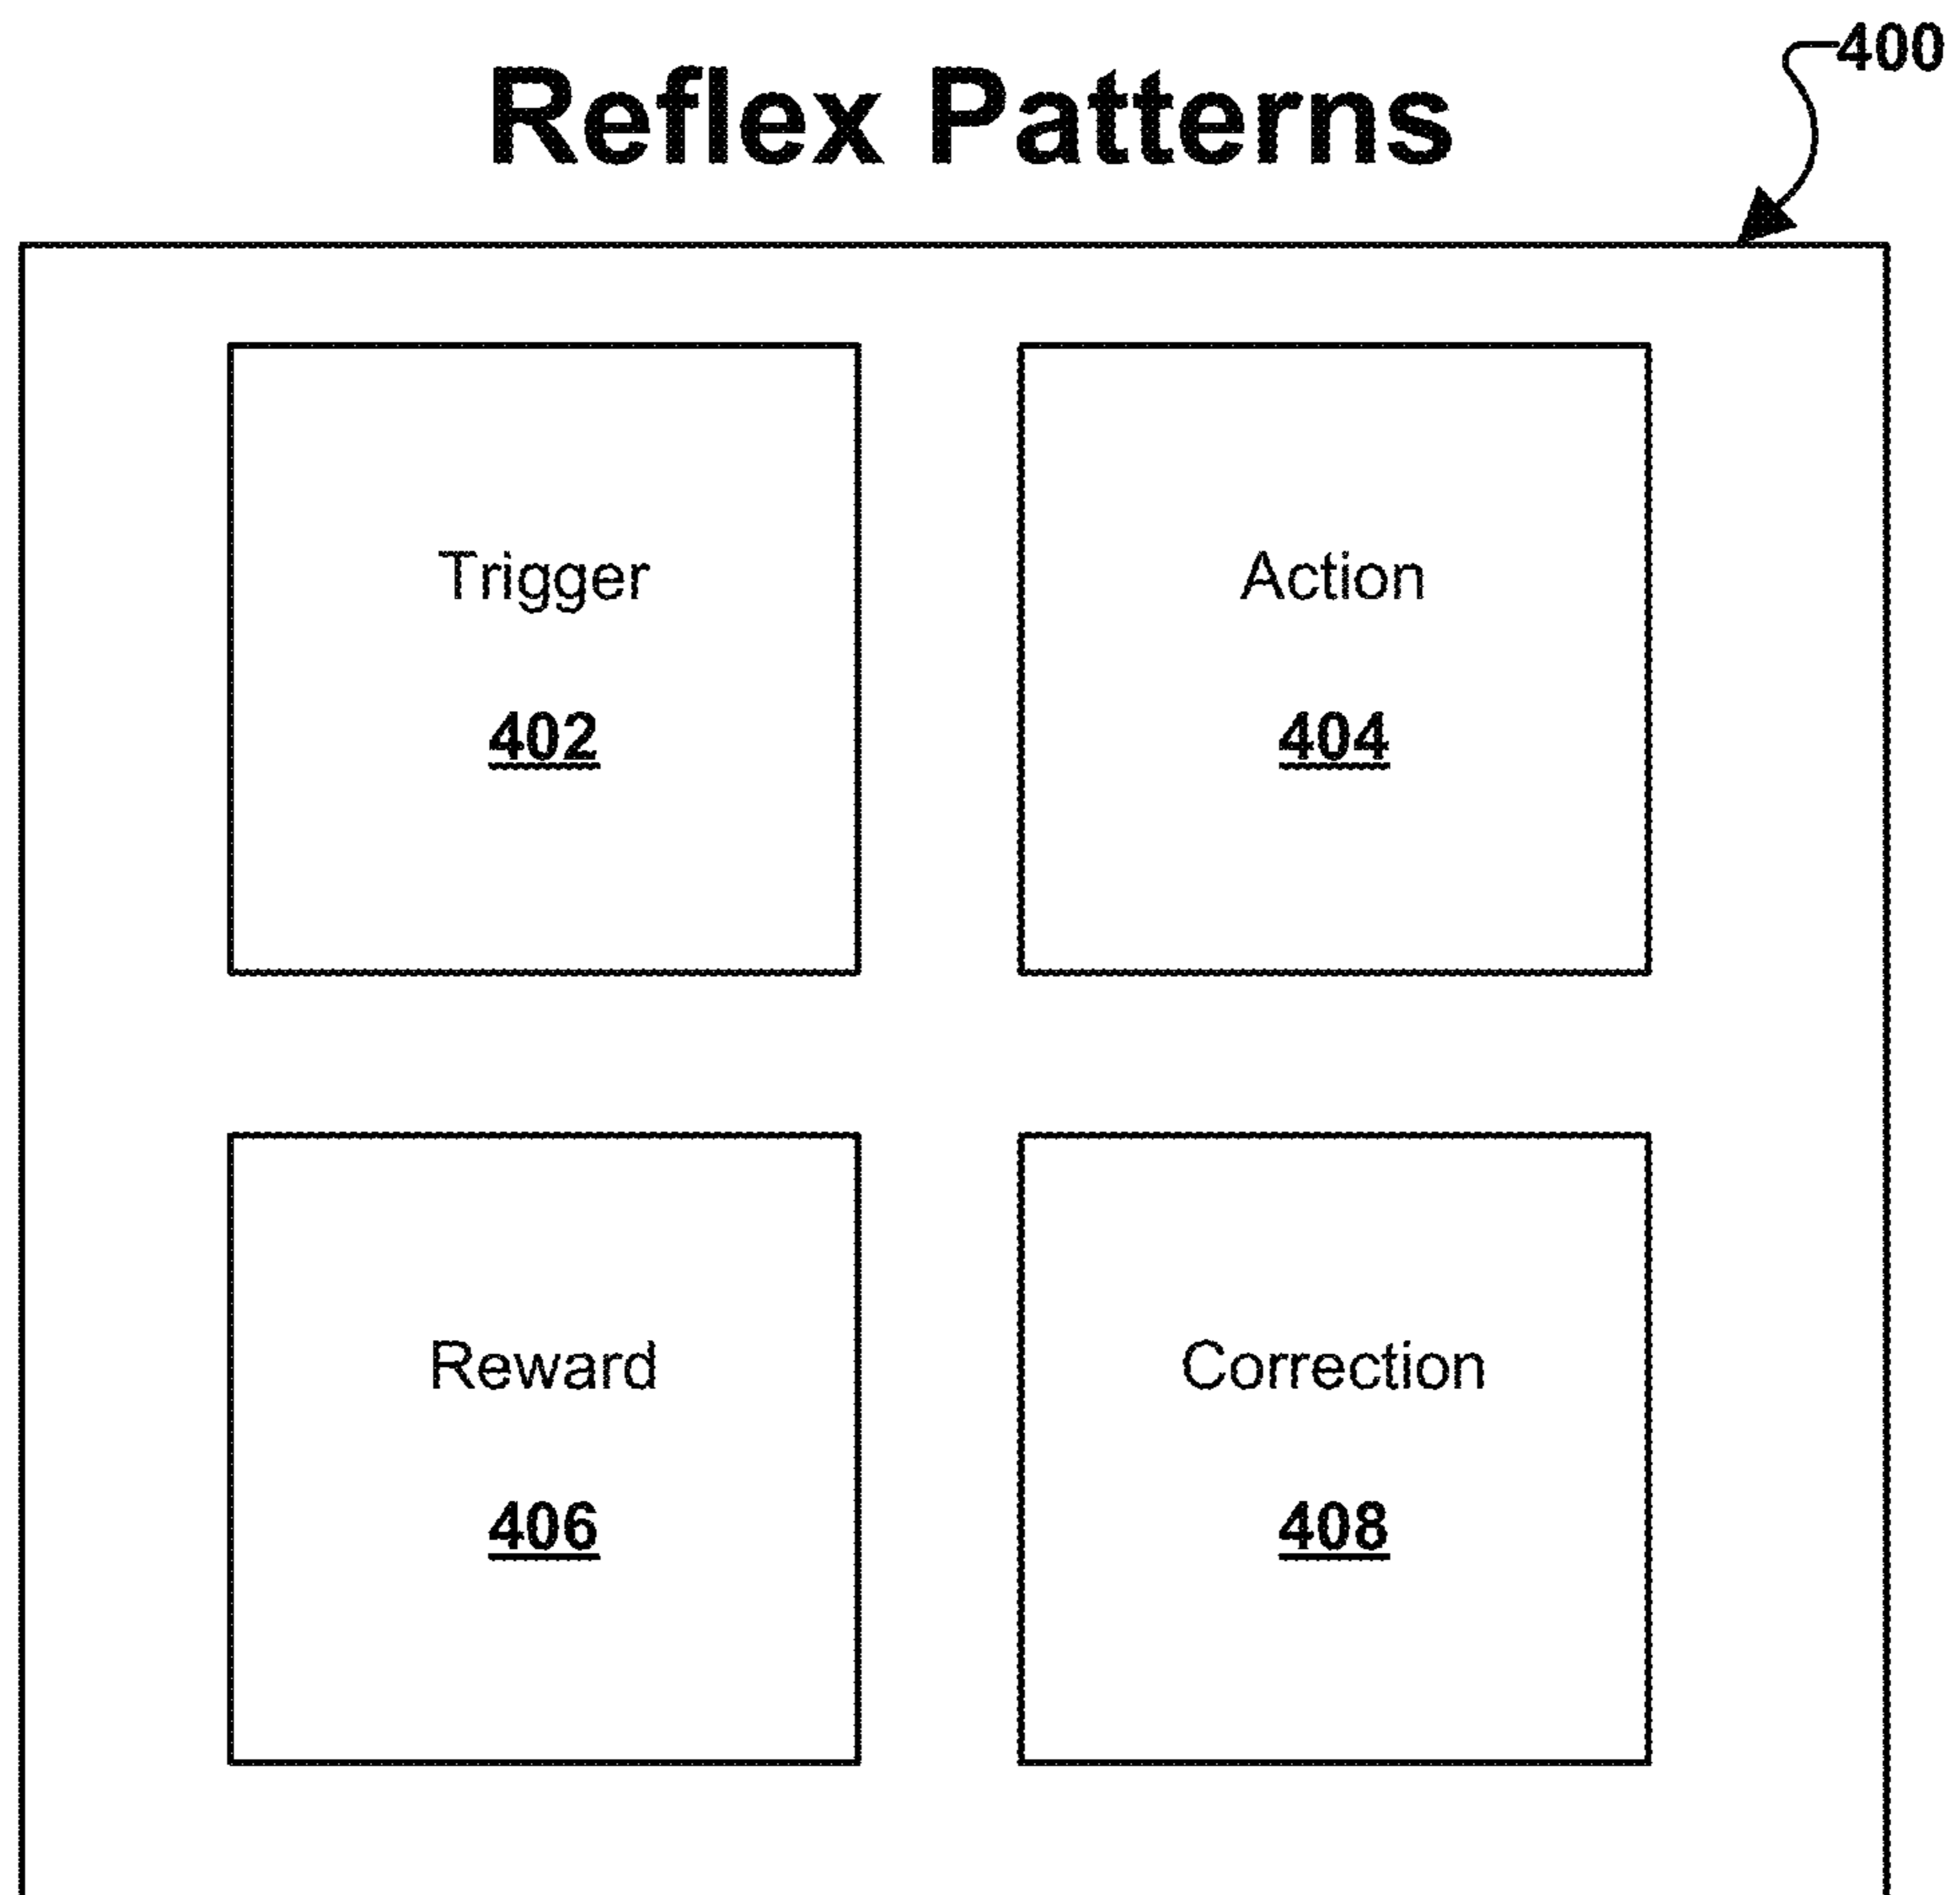 400
Reflex Patterns
Trigger
402
Action
404
Reward
406
Correction
408